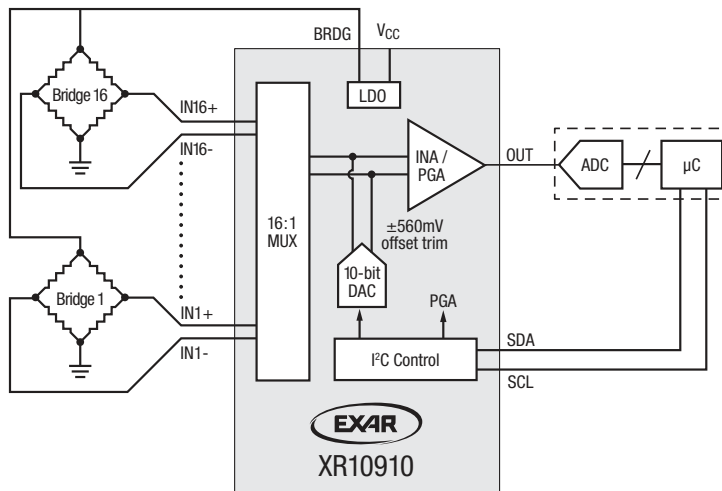 BRDG
VCC
LDO
Bridge 16
IN16+
IN16-
16:1
MUX
INA /
PGA
OUT
ADC
µC
±560mV
offset trim
10-bit
DAC
PGA
Bridge 1
IN1+
IN1-
I²C Control
SDA
SCL
EXAR
XR10910